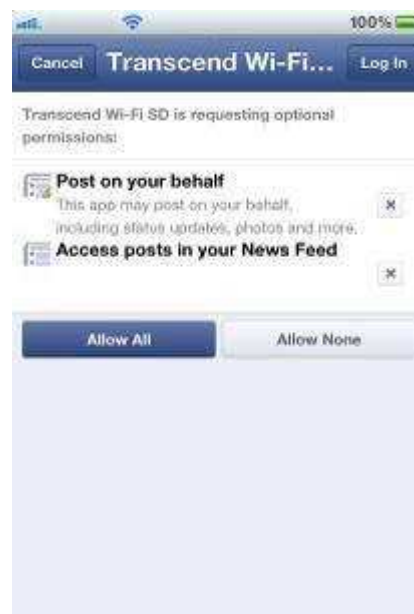 100%
Cancel Transcend Wi-Fi... Log In
Transcend Wi-Fi SD is requesting optional
permissions:
Post on your behalf
This app may post on your behalf,
including status updates, photos and more.
Access posts in your News Feed
Allow All Allow None